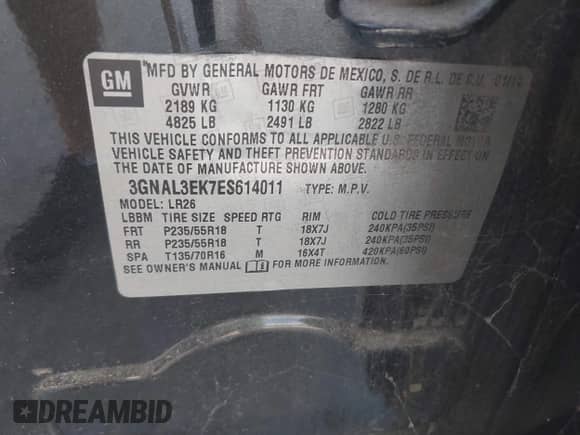 GM
MFD BY GENERAL MOTORS DE MEXICO, S. DE R.L. DE C.V.
GVWR GAWR FRT GAWR RR
2189 KG 1130 KG 1280 KG
4825 LB 2491 LB 2822 LB
THIS VEHICLE CONFORMS TO ALL APPLICABLE U.S. FEDERAL MOTOR
VEHICLE SAFETY AND THEFT PREVENTION STANDARDS IN EFFECT ON
THE DATE OF MANUFACTURE SHOWN ABOVE.
3GNAL3EK7ES614011 TYPE: M.P.V.
MODEL: LR26
LBBM TIRE SIZE SPEED RTG RIM COLD TIRE PRESSURE
FRT P235/55R18 T 18X7J 240KPA(35PSI)
RR P235/55R18 T 18X7J 240KPA(35PSI)
SPA T135/70R16 M 16X4T 420KPA(60PSI)
SEE OWNER'S MANUAL FOR MORE INFORMATION.
DREAMBID